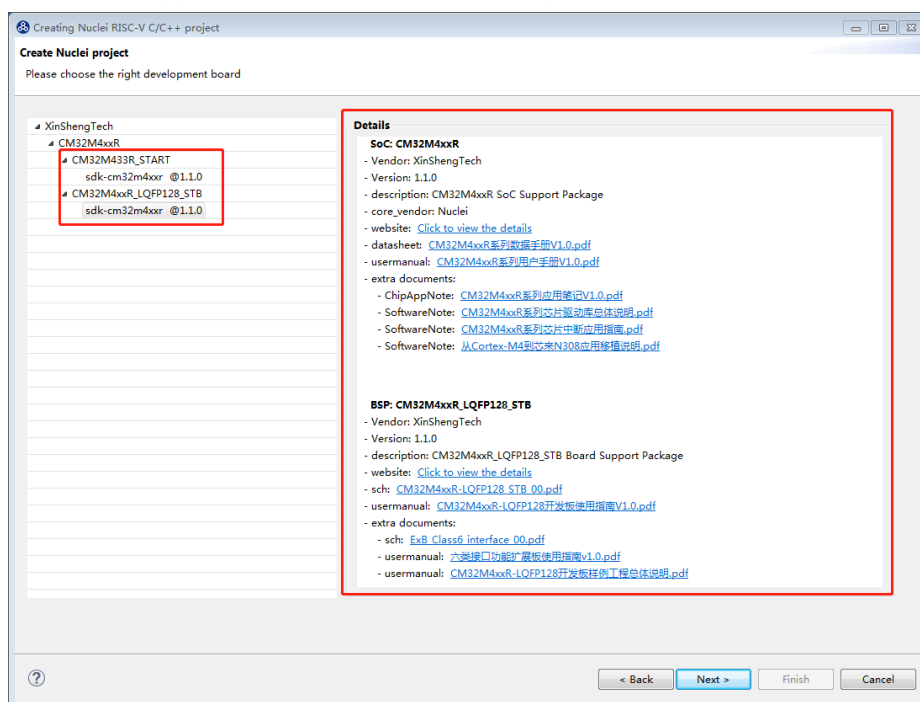 Creating Nuclei RISC-V C/C++ project
Create Nuclei project
Please choose the right development board
XinShengTech
CM32M4xxR
CM32M433R_START
sdk-cm32m4xxr @1.1.0
CM32M4xxR_LQFP128_STB
sdk-cm32m4xxr @1.1.0
Details
SoC: CM32M4xxR
- Vendor: XinShengTech
- Version: 1.1.0
- description: CM32M4xxR SoC Support Package
- core_vendor: Nuclei
- website: Click to view the details
- datasheet: CM32M4xxR系列数据手册V1.0.pdf
- usermanual: CM32M4xxR系列用户手册V1.0.pdf
- extra documents:
- ChipAppNote: CM32M4xxR系列应用笔记V1.0.pdf
- SoftwareNote: CM32M4xxR系列芯片驱动库总体说明.pdf
- SoftwareNote: CM32M4xxR系列芯片中断应用指南.pdf
- SoftwareNote: 从Cortex-M4到芯来N308应用移植说明.pdf
BSP: CM32M4xxR_LQFP128_STB
- Vendor: XinShengTech
- Version: 1.1.0
- description: CM32M4xxR_LQFP128_STB Board Support Package
- website: Click to view the details
- sch: CM32M4xxR-LQFP128_STB_00.pdf
- usermanual: CM32M4xxR-LQFP128开发板使用指南V1.0.pdf
- extra documents:
- sch: ExB_Class6_interface_00.pdf
- usermanual: 六类接口功能扩展板使用指南v1.0.pdf
- usermanual: CM32M4xxR-LQFP128开发板样例工程总体说明.pdf
?
< Back
Next >
Finish
Cancel